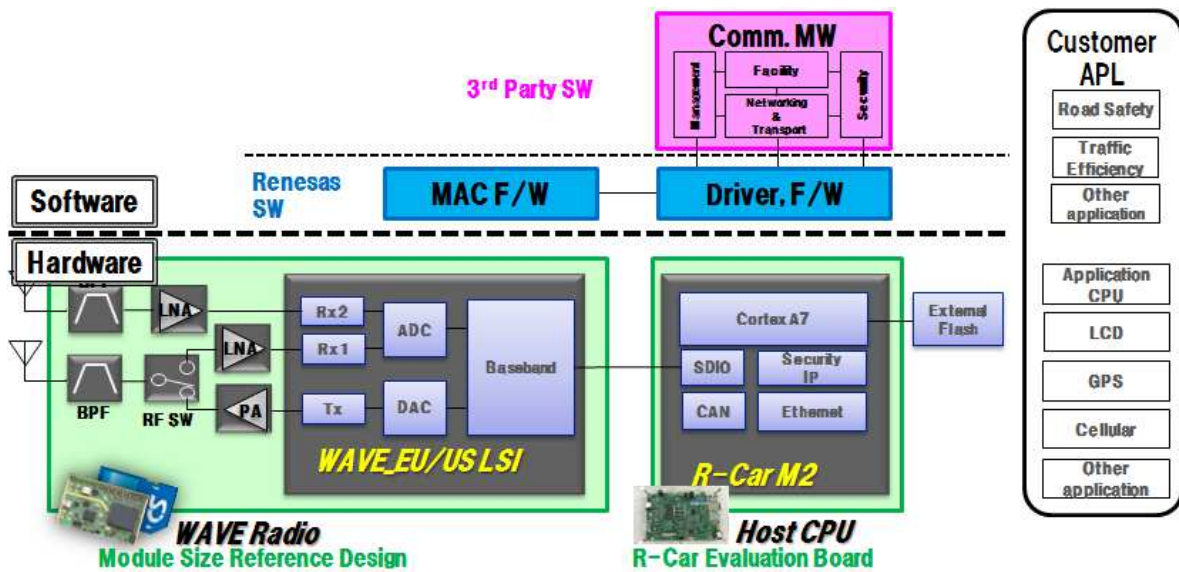 Comm. MW
Management
Facility
Networking
&
Transport
Security
3rd Party SW
Customer
APL
Road Safety
Traffic
Efficiency
Other
application
Application
CPU
LCD
GPS
Cellular
Other
application
Renesas
SW
MAC F/W
Driver, F/W
Software
Hardware
LNA
LNA
PA
BPF
RF SW
Rx2
Rx1
Tx
ADC
DAC
Baseband
WAVE_EU/US LSI
Cortex A7
SDIO
Security
IP
CAN
Ethernet
R-Car M2
External
Flash
WAVE Radio
Module Size Reference Design
Host CPU
R-Car Evaluation Board